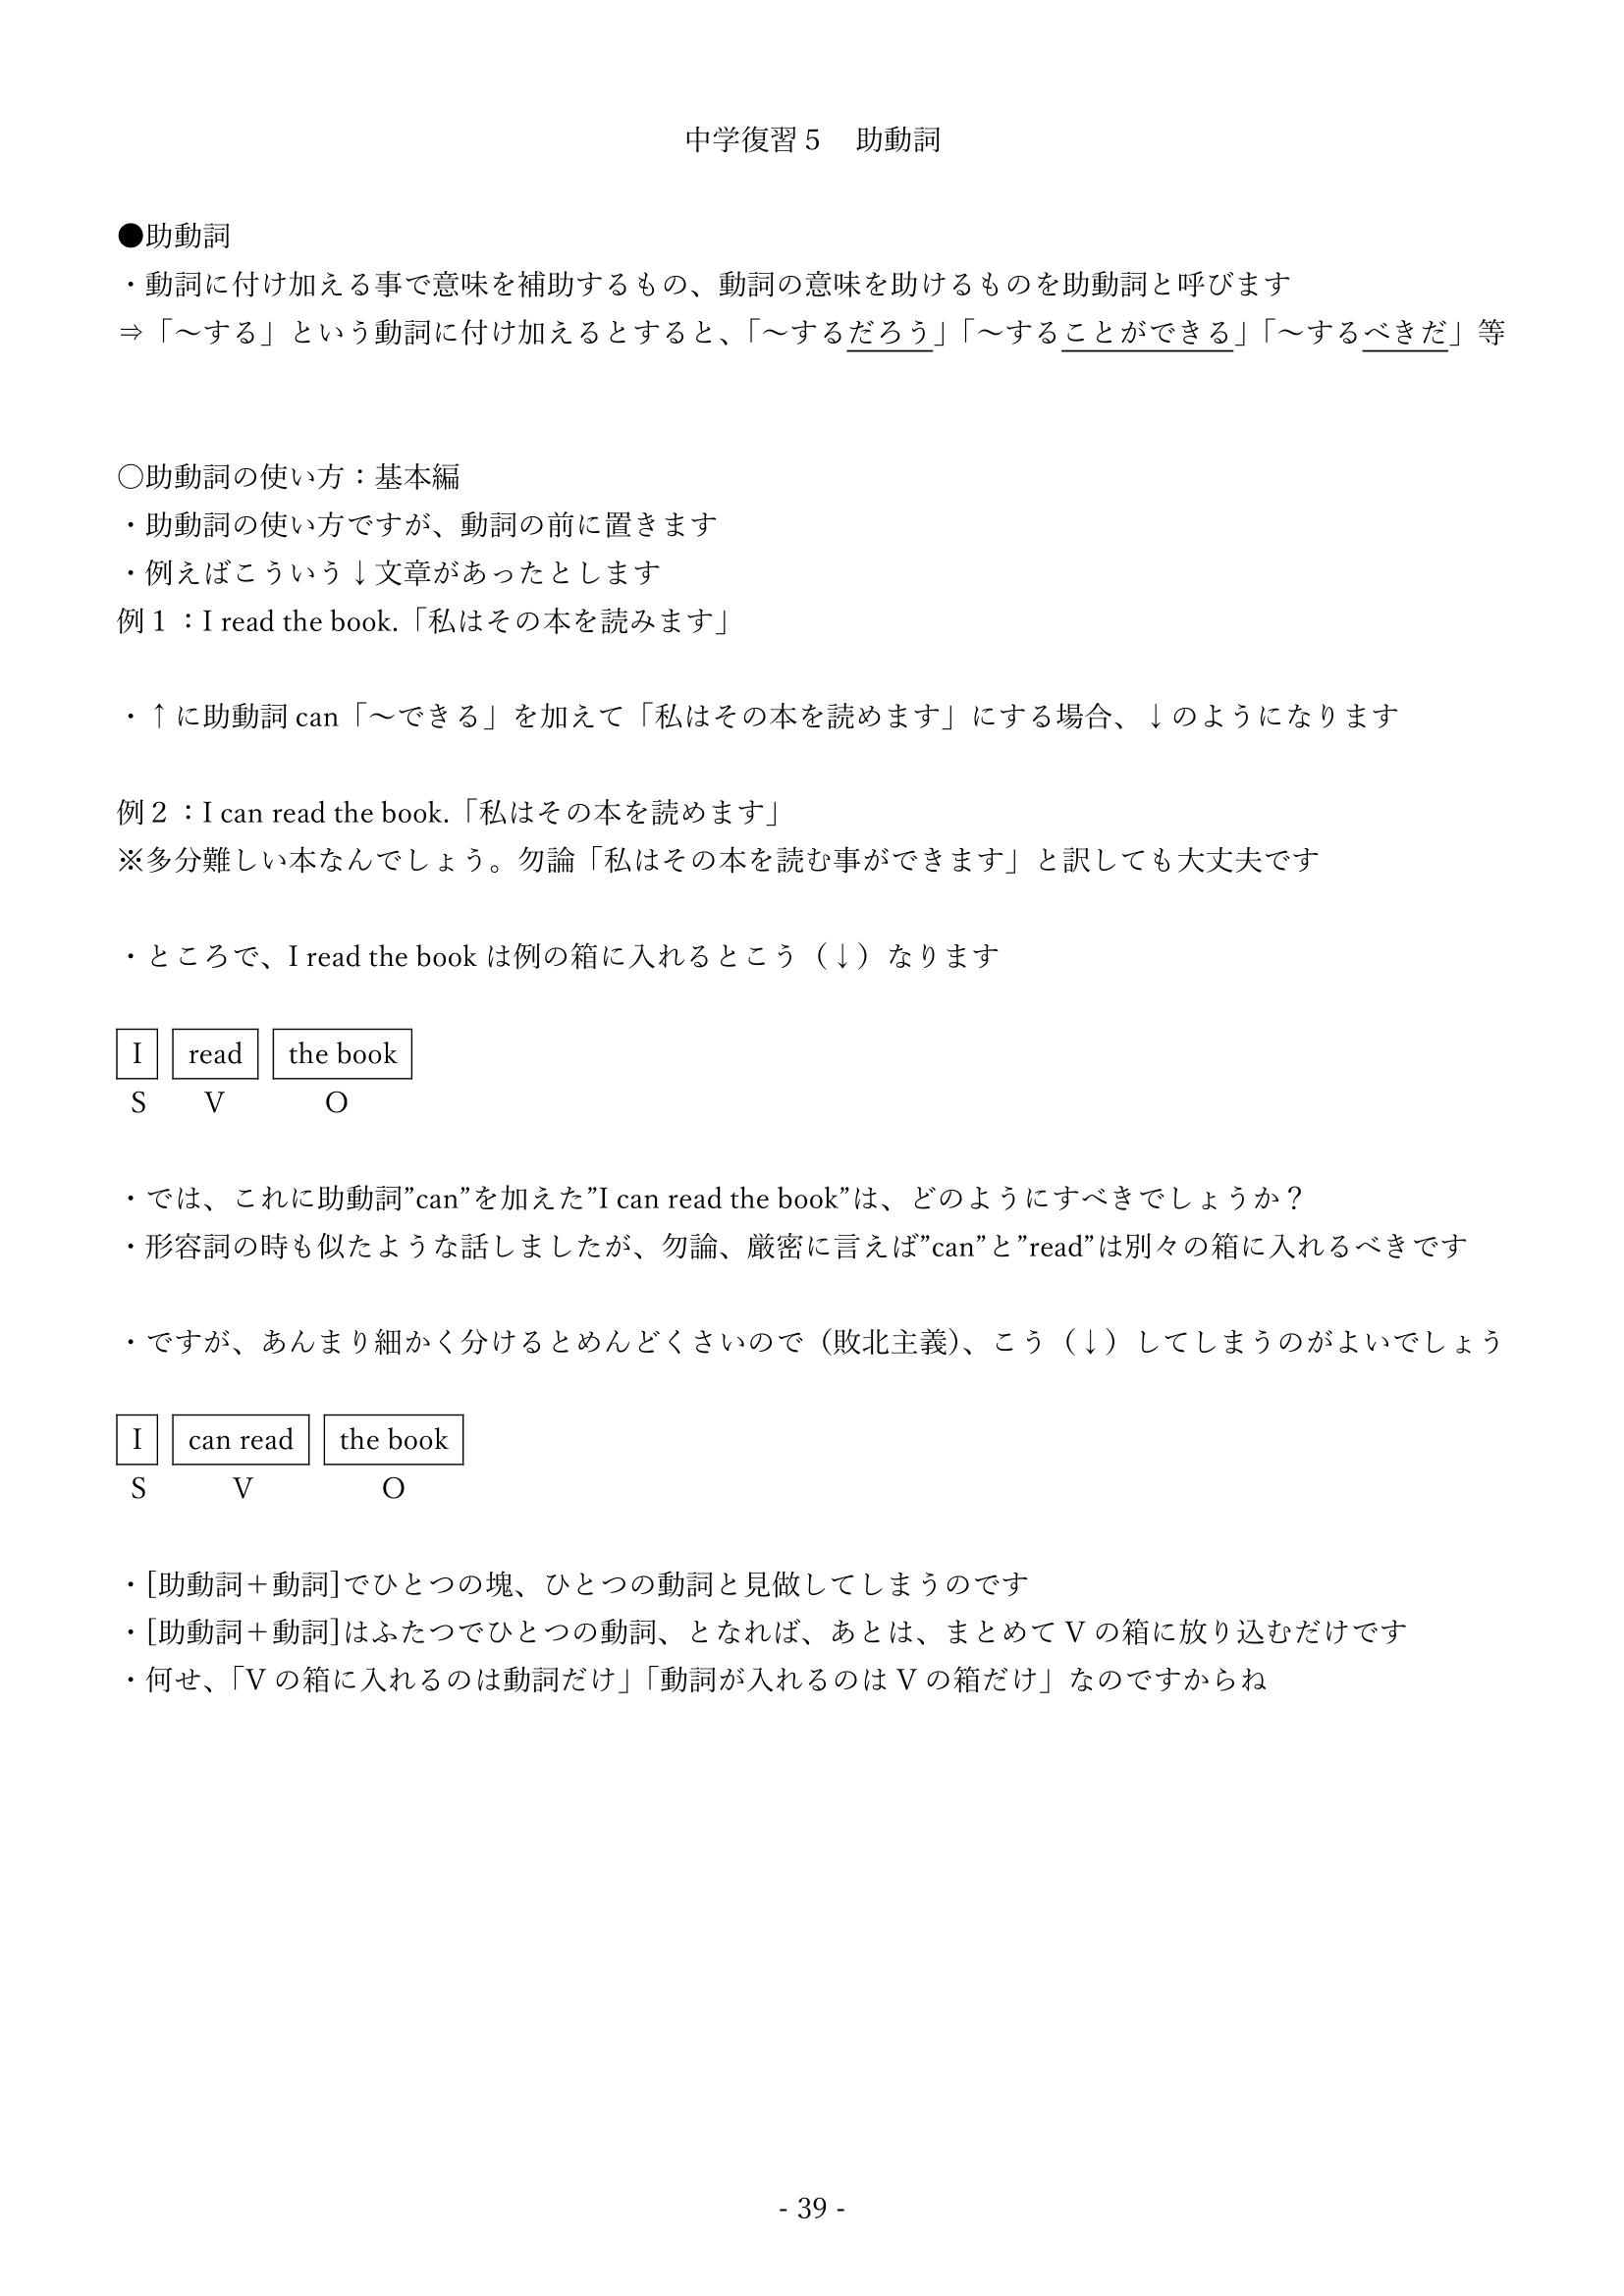 中学復習５　助動詞
●助動詞
・動詞に付け加える事で意味を補助するもの、動詞の意味を助けるものを助動詞と呼びます
⇒「～する」という動詞に付け加えるとすると、「～するだろう」「～することができる」「～するべきだ」等
○助動詞の使い方：基本編
・助動詞の使い方ですが、動詞の前に置きます
・例えばこういう↓文章があったとします
例１：I read the book.「私はその本を読みます」
・↑に助動詞 can「～できる」を加えて「私はその本を読めます」にする場合、↓のようになります
例２：I can read the book.「私はその本を読めます」
※多分難しい本なんでしょう。勿論「私はその本を読む事ができます」と訳しても大丈夫です
・ところで、I read the book は例の箱に入れるとこう（↓）なります
I read the book
S V O
・では、これに助動詞”can”を加えた”I can read the book”は、どのようにすべきでしょうか？
・形容詞の時も似たような話しましたが、勿論、厳密に言えば”can”と”read”は別々の箱に入れるべきです
・ですが、あんまり細かく分けるとめんどくさいので（敗北主義）、こう（↓）してしまうのがよいでしょう
I can read the book
S V O
・[助動詞＋動詞]でひとつの塊、ひとつの動詞と見做してしまうのです
・[助動詞＋動詞]はふたつでひとつの動詞、となれば、あとは、まとめて V の箱に放り込むだけです
・何せ、「V の箱に入れるのは動詞だけ」「動詞が入れるのは V の箱だけ」なのですからね
- 39 -